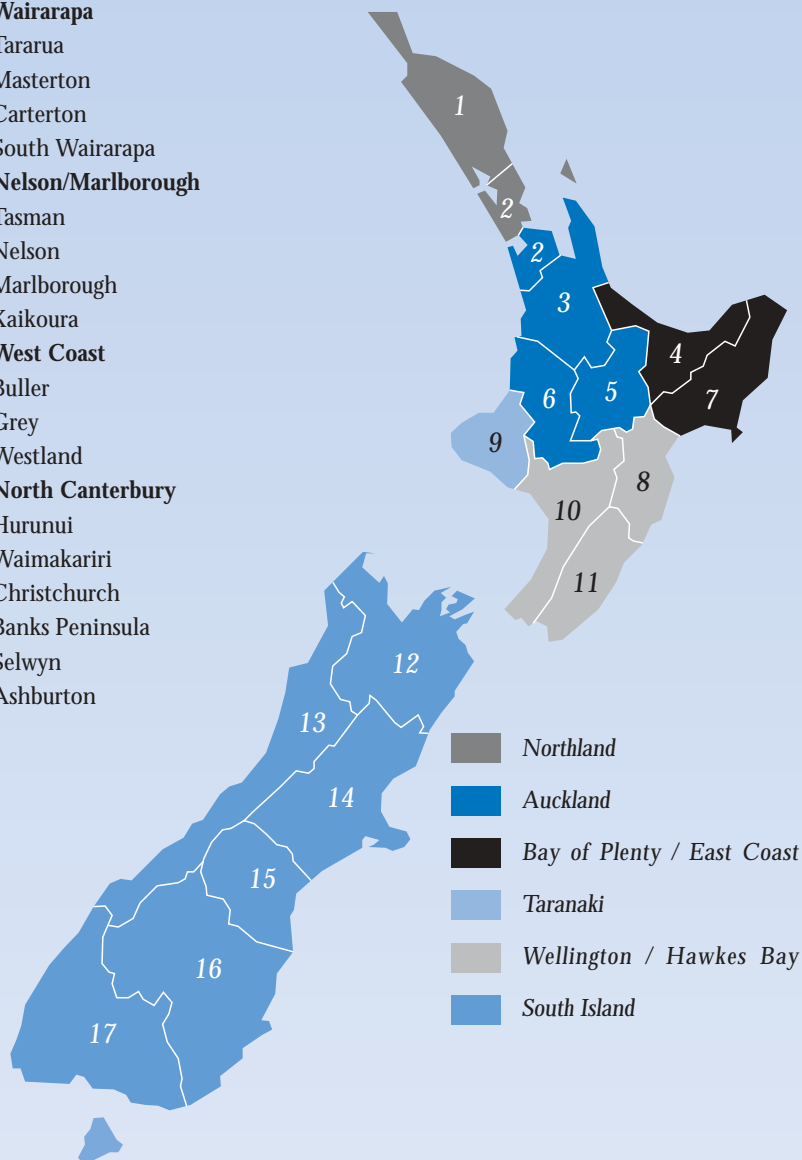 Wairarapa
Tararua
Masterton
Carterton
South Wairarapa
Nelson/Marlborough
Tasman
Nelson
Marlborough
Kaikoura
West Coast
Buller
Grey
Westland
North Canterbury
Hurunui
Waimakariri
Christchurch
Banks Peninsula
Selwyn
Ashburton
1
2
2
3
4
5
6
7
9
8
10
11
12
13
14
15
16
17
Northland
Auckland
Bay of Plenty / East Coast
Taranaki
Wellington / Hawkes Bay
South Island